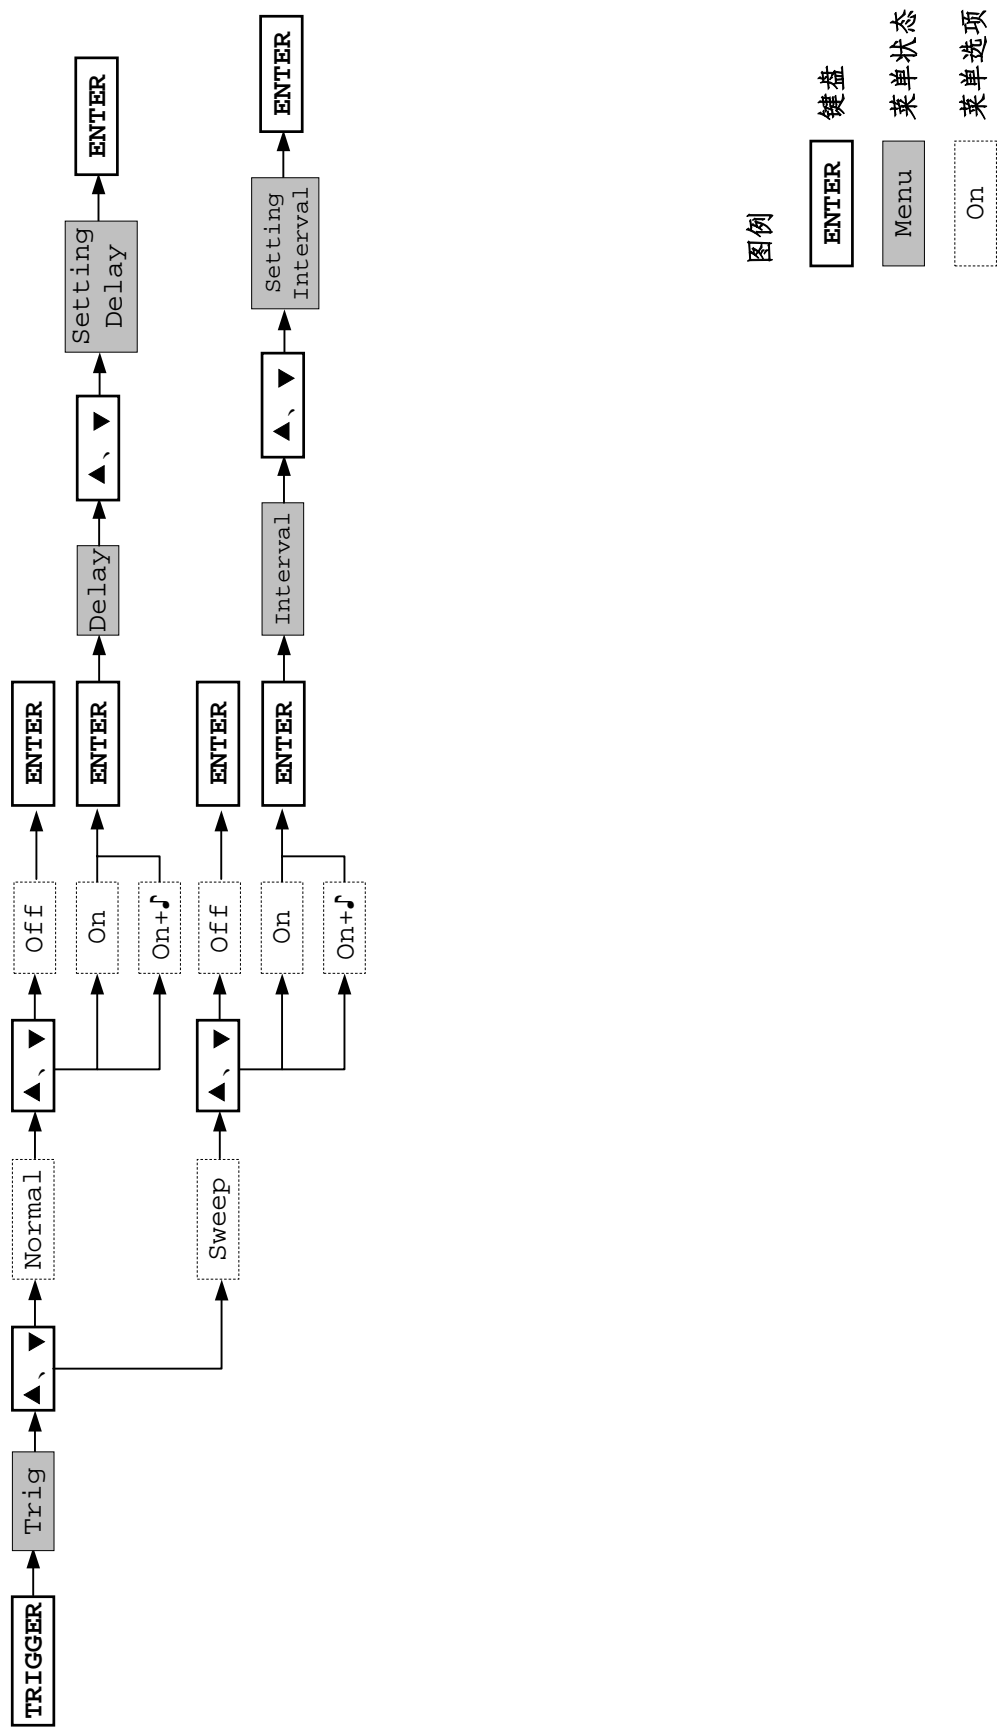 TRIGGER
Trig
▲、▼
Normal
▲、▼
Off
ENTER
On
On+♪
ENTER
Delay
▲、▼
Setting
Delay
ENTER
Sweep
▲、▼
Off
ENTER
On
On+♪
ENTER
Interval
▲、▼
Setting
Interval
ENTER
图例
ENTER 键盘
Menu 菜单状态
On 菜单选项